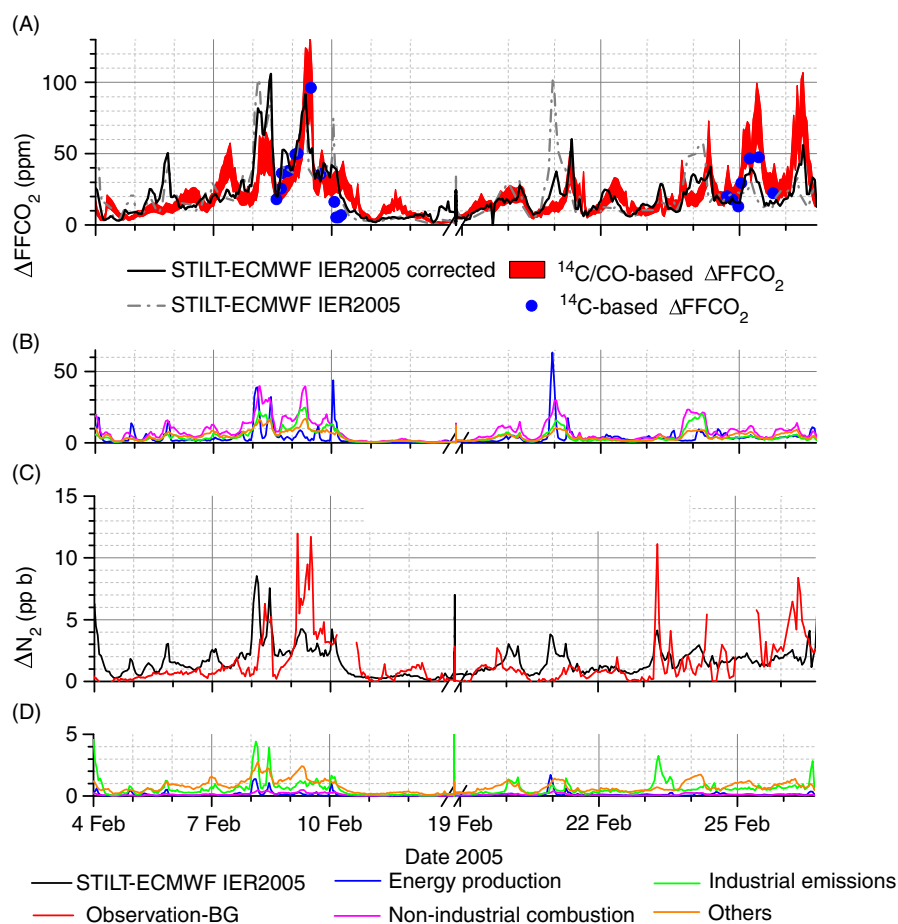 (A)
100
50
0
ΔFFCO2 (ppm)
STILT-ECMWF IER2005 corrected
14C/CO-based ΔFFCO2
STILT-ECMWF IER2005
14C-based ΔFFCO2
(B)
50
0
(C)
15
10
5
0
ΔN2 (pp b)
(D)
5
0
4 Feb 7 Feb 10 Feb 19 Feb 22 Feb 25 Feb
Date 2005
STILT-ECMWF IER2005 Energy production Industrial emissions
Observation-BG Non-industrial combustion Others